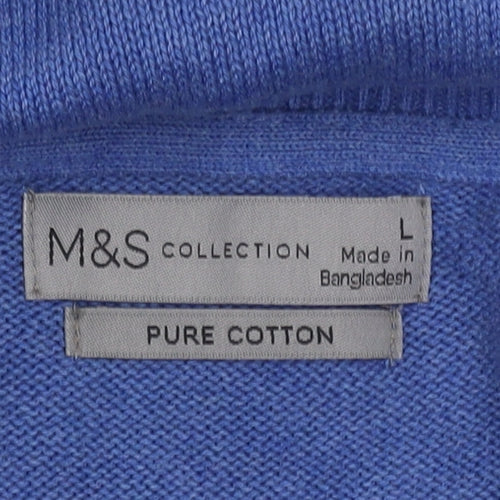 M&S COLLECTION L
Made in
Bangladesh
PURE COTTON